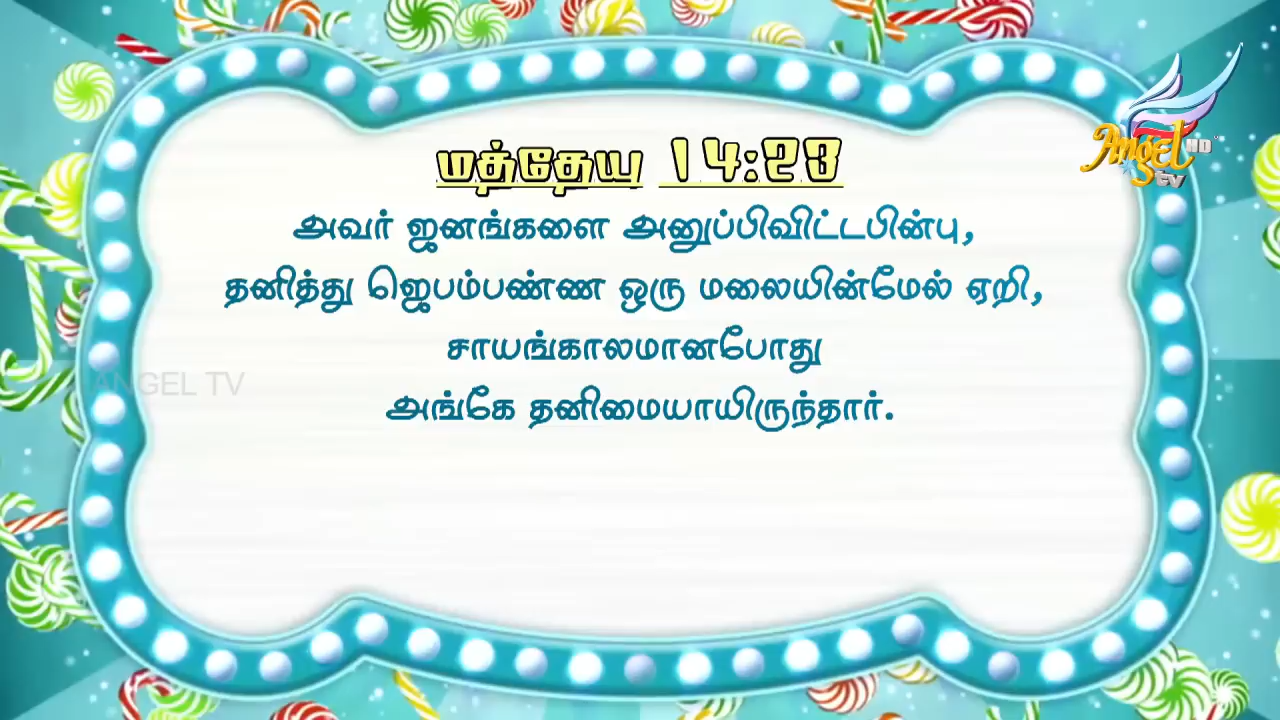 மத்தேயு 14:23
அவர் ஜனங்களை அனுப்பிவிட்டபின்பு,
தனித்து ஜெபம்பண்ண ஒரு மலையின்மேல் ஏறி,
சாயங்காலமானபோது
அங்கே தனிமையாயிருந்தார்.
ANGEL TV
Angel HD
tv